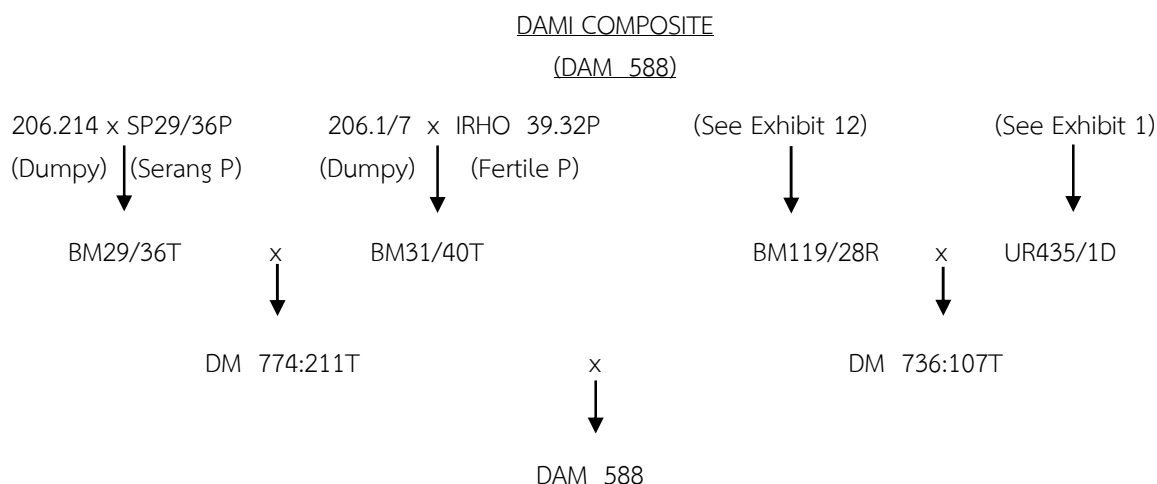 DAMI COMPOSITE
(DAM 588)
206.214 x SP29/36P 206.1/7 x IRHO 39.32P (See Exhibit 12) (See Exhibit 1)
(Dumpy) (Serang P) (Dumpy) (Fertile P)
BM29/36T x BM31/40T BM119/28R x UR435/1D
DM 774:211T x DM 736:107T
DAM 588